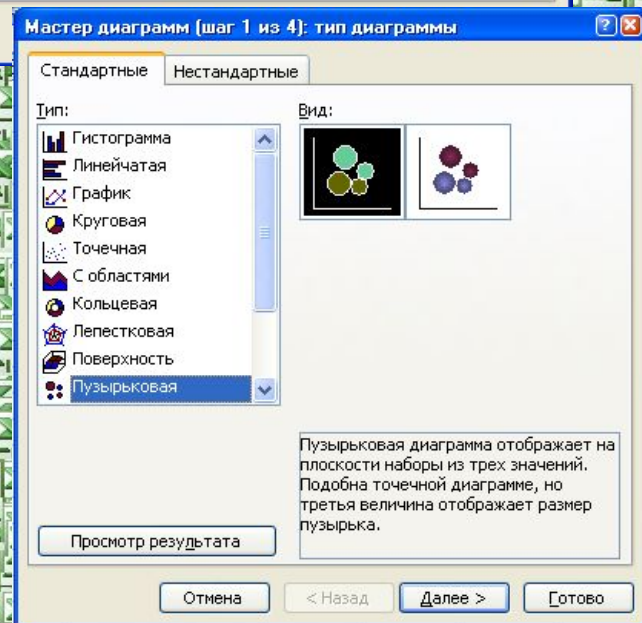 Мастер диаграмм (шаг 1 из 4): тип диаграммы
Стандартные
Нестандартные
Тип:
Гистограмма
Линейчатая
График
Круговая
Точечная
С областями
Кольцевая
Лепестковая
Поверхность
Пузырьковая
Вид:
Пузырьковая диаграмма отображает на
плоскости наборы из трех значений.
Подобна точечной диаграмме, но
третья величина отображает размер
пузырька.
Просмотр результата
Отмена
< Назад
Далее >
Готово